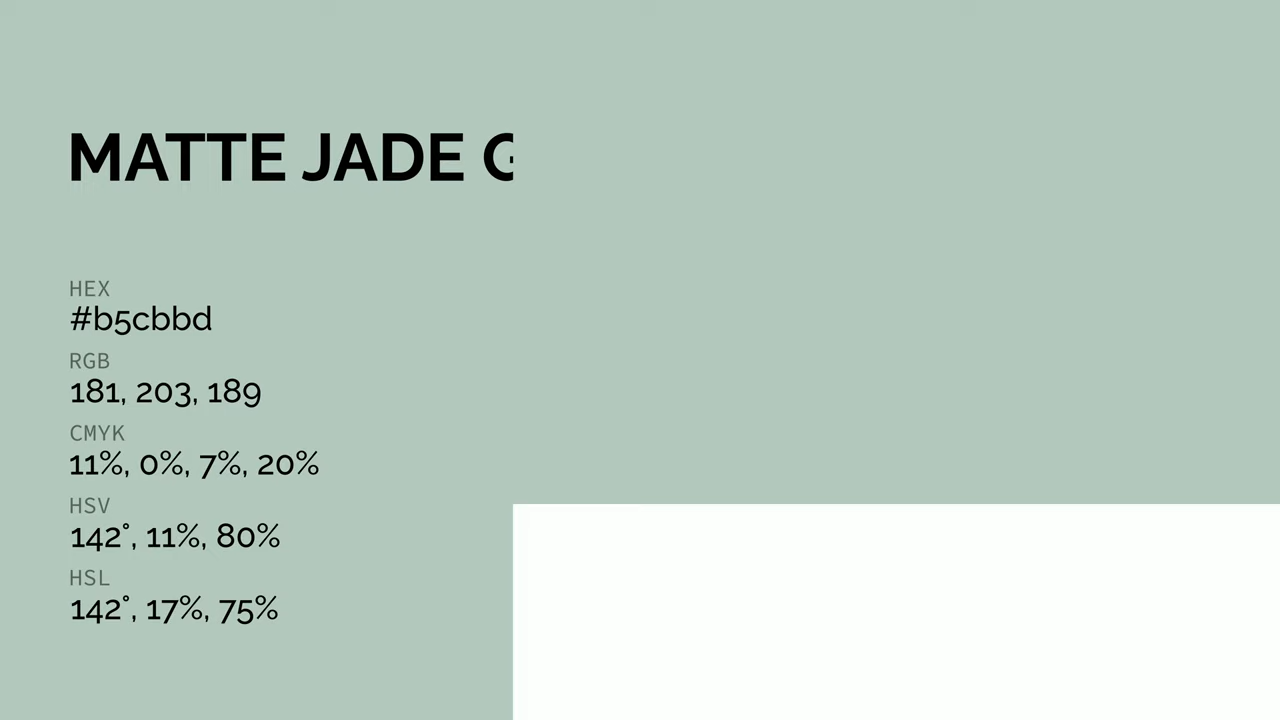 MATTE JADE G
HEX
#b5cbbd
RGB
181, 203, 189
CMYK
11%, 0%, 7%, 20%
HSV
142°, 11%, 80%
HSL
142°, 17%, 75%